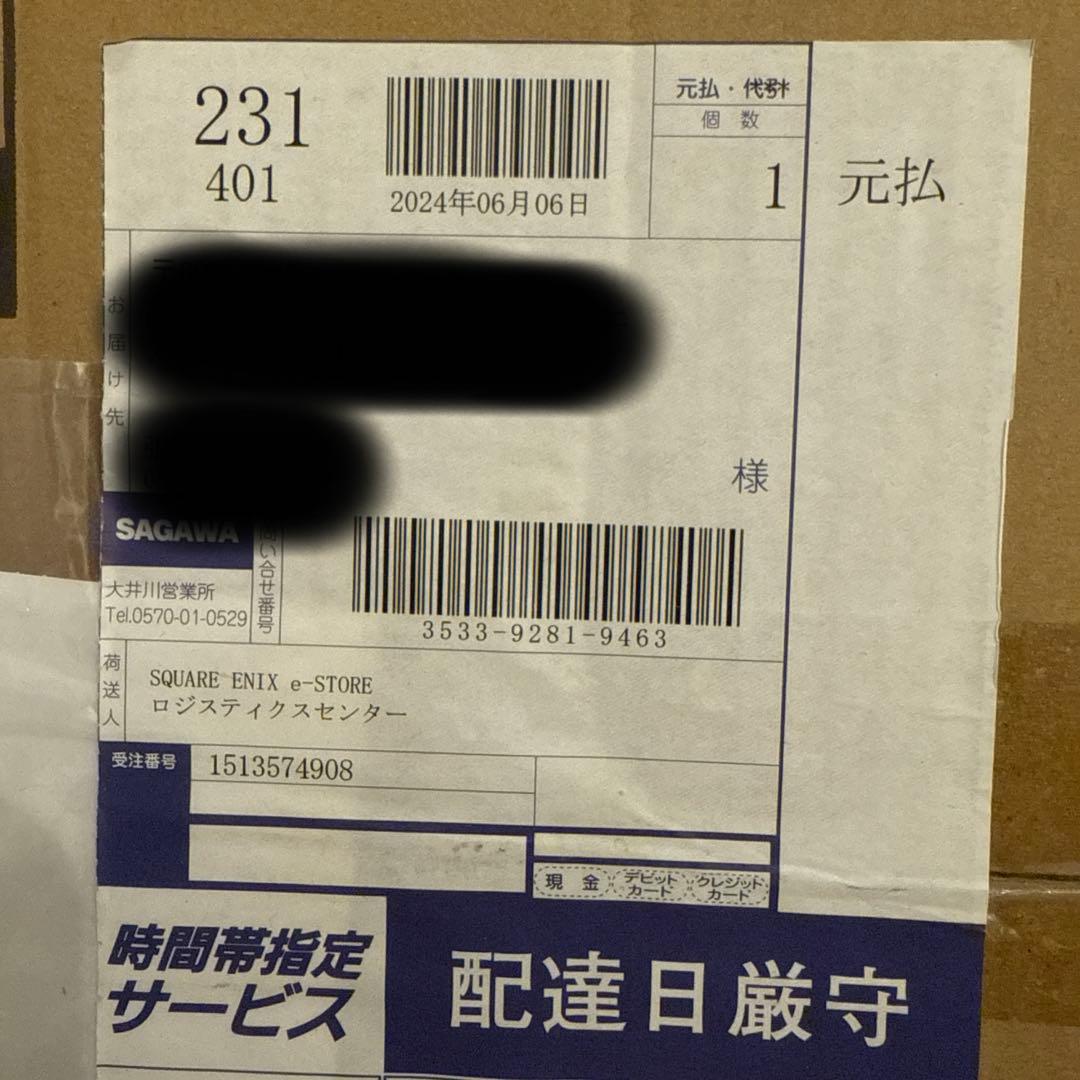 231
401
2024年06月06日
元払・代引
個 数
1
元払
お届け先
様
SAGAWA
大井川営業所
Tel.0570-01-0529
問い合せ番号
3533-9281-9463
荷送人
SQUARE ENIX e-STORE
ロジスティクスセンター
受注番号
1513574908
現 金
デビットカード
クレジットカード
時間帯指定
サービス
配達日厳守